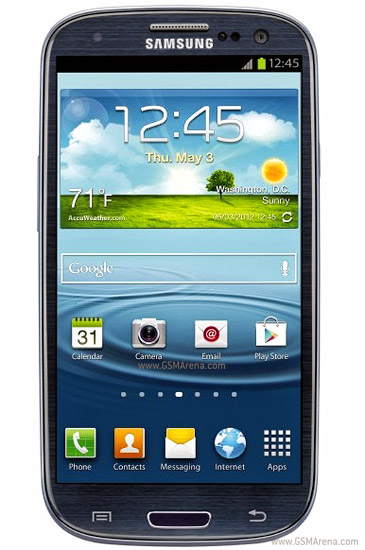 SAMSUNG
12:45
12:45
Thu. May 3
71°F
Washington, D.C.
Sunny
AccuWeather.com
05/03/2012 12:45
Google
31
Calendar
Camera
Email
Play Store
www.GSMArena.com
Phone
Contacts
Messaging
Internet
Apps
www.GSMArena.com